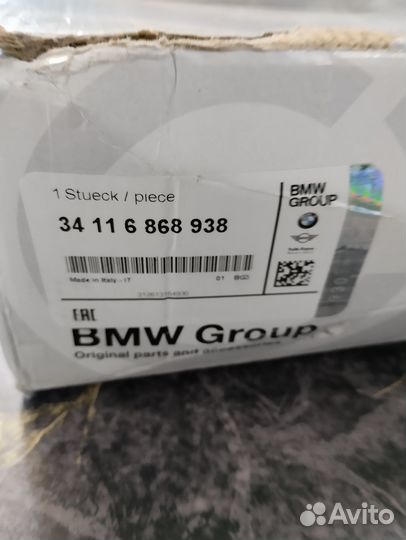 1 Stueck / piece
34 11 6 868 938
BMW
GROUP
Made in Italy - IT
01
EAC
BMW Group
Original parts and accessories
Avito